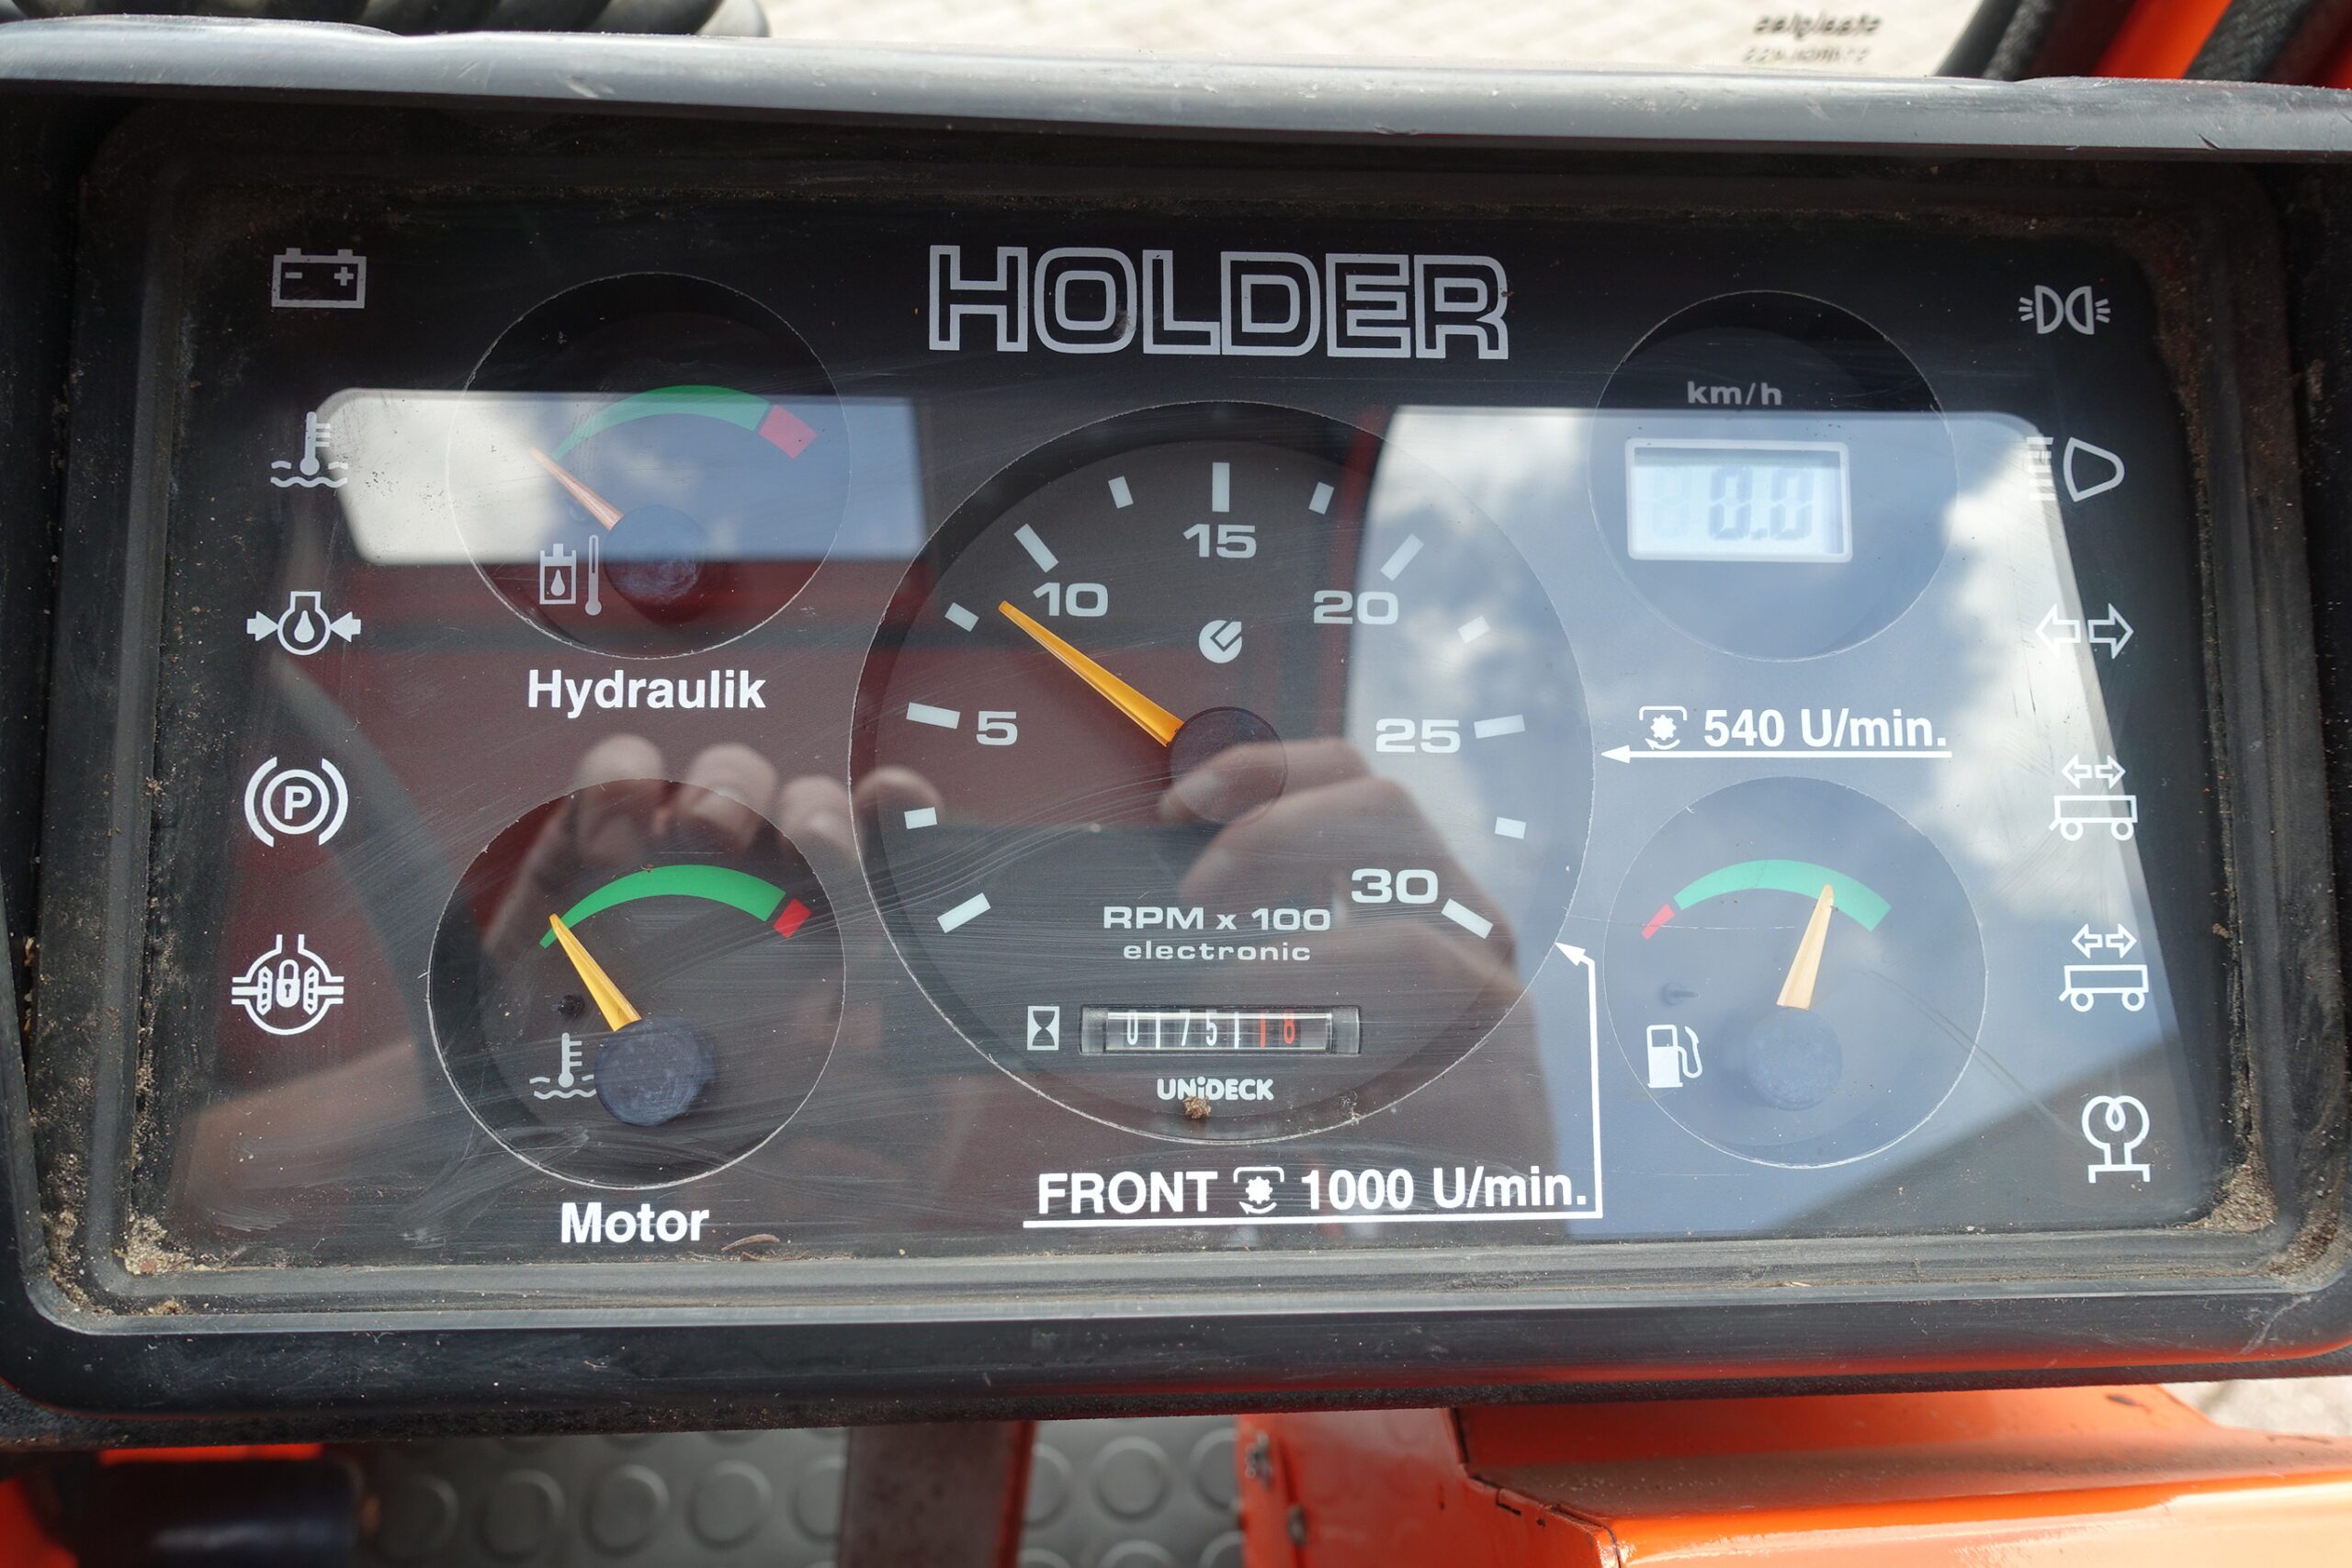 HOLDER
km/h
0.0
15
10
20
5
25
30
Hydraulik
540 U/min.
RPM x 100
electronic
0175118
UNiDECK
P
FRONT 1000 U/min.
Motor